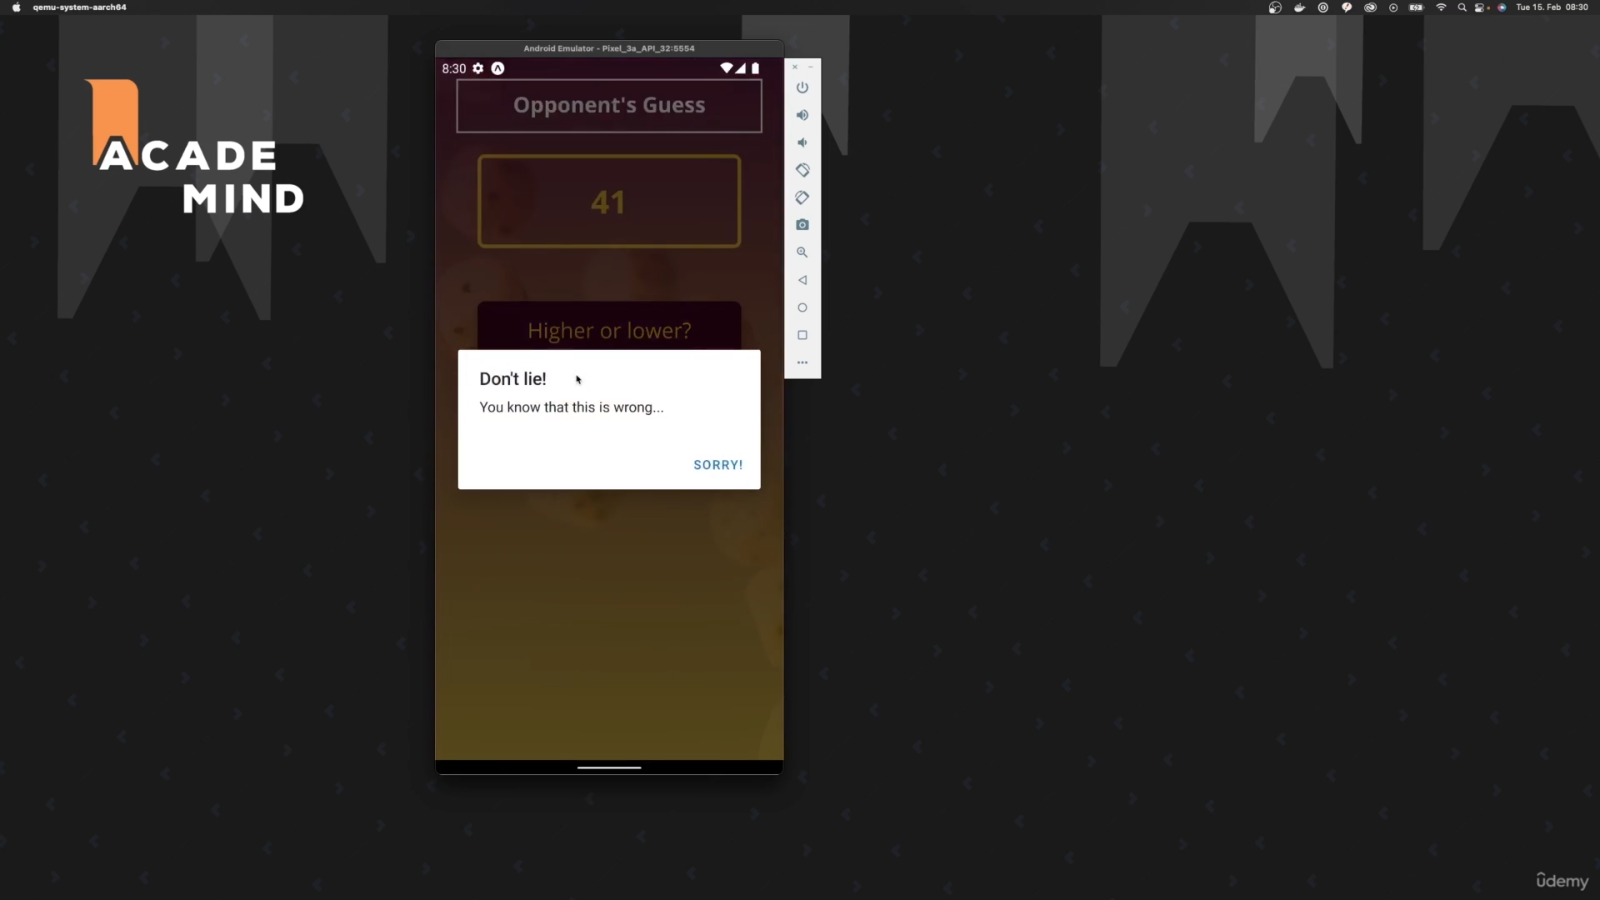 qemu-system-aarch64
Tue 15. Feb 08:30
Android Emulator - Pixel_3a_API_32:5554
8:30
Opponent's Guess
41
Higher or lower?
Don't lie!
You know that this is wrong...
SORRY!
ACADE
MIND
ûdemy